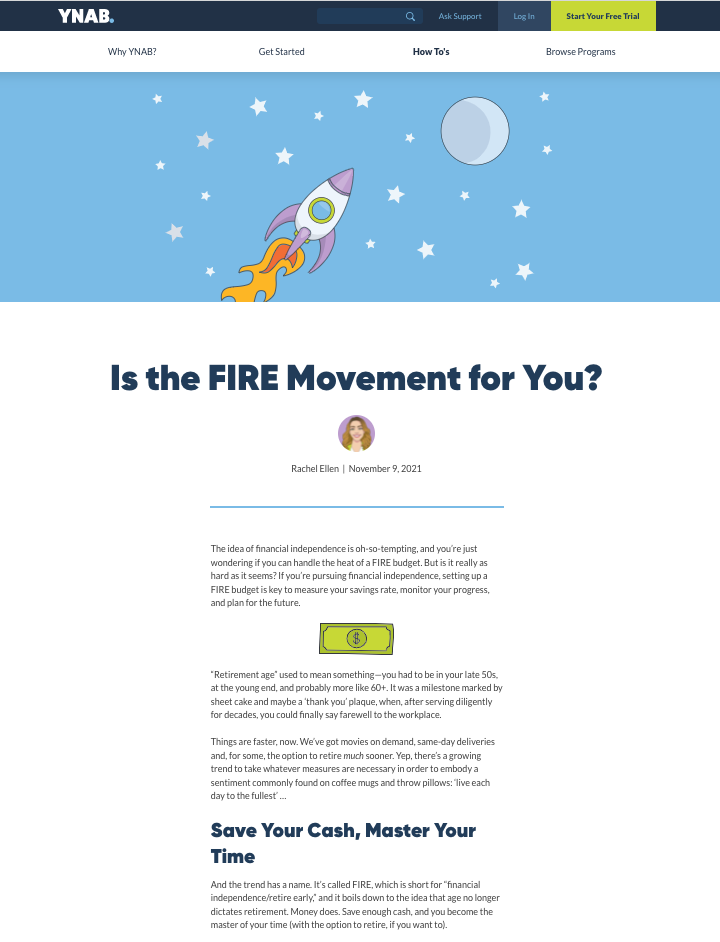 YNAB.
Ask Support
Log In
Start Your Free Trial
Why YNAB?
Get Started
How To's
Browse Programs
Is the FIRE Movement for You?
Rachel Ellen | November 9, 2021
The idea of financial independence is oh-so-tempting, and you're just
wondering if you can handle the heat of a FIRE budget. But is it really as
hard as it seems? If you're pursuing financial independence, setting up a
FIRE budget is key to measure your savings rate, monitor your progress,
and plan for the future.
$
“Retirement age” used to mean something—you had to be in your late 50s,
at the young end, and probably more like 60+. It was a milestone marked by
sheet cake and maybe a ‘thank you’ plaque, when, after serving diligently
for decades, you could finally say farewell to the workplace.
Things are faster, now. We’ve got movies on demand, same-day deliveries
and, for some, the option to retire much sooner. Yep, there’s a growing
trend to take whatever measures are necessary in order to embody a
sentiment commonly found on coffee mugs and throw pillows: ‘live each
day to the fullest’ ...
Save Your Cash, Master Your
Time
And the trend has a name. It’s called FIRE, which is short for “financial
independence/retire early,” and it boils down to the idea that age no longer
dictates retirement. Money does. Save enough cash, and you become the
master of your time (with the option to retire, if you want to).